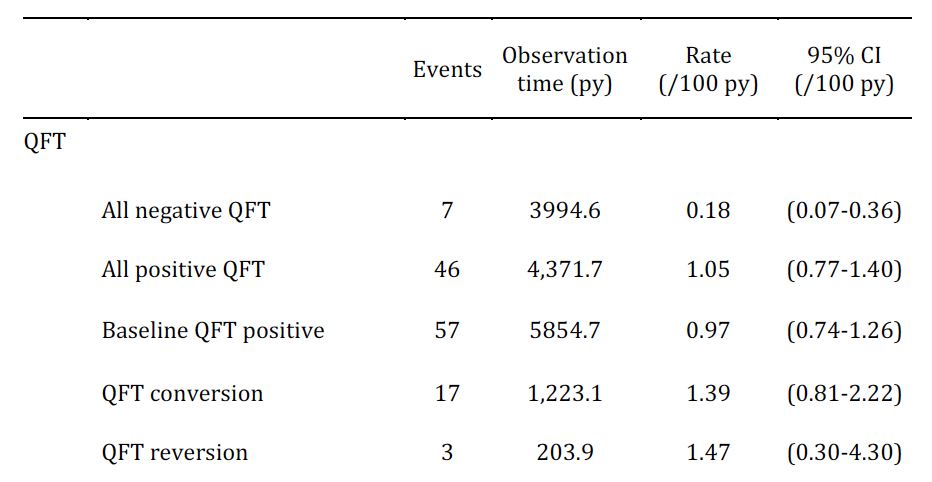 Events Observation time (py) Rate (/100 py) 95% CI (/100 py)
QFT
All negative QFT 7 3994.6 0.18 (0.07-0.36)
All positive QFT 46 4,371.7 1.05 (0.77-1.40)
Baseline QFT positive 57 5854.7 0.97 (0.74-1.26)
QFT conversion 17 1,223.1 1.39 (0.81-2.22)
QFT reversion 3 203.9 1.47 (0.30-4.30)